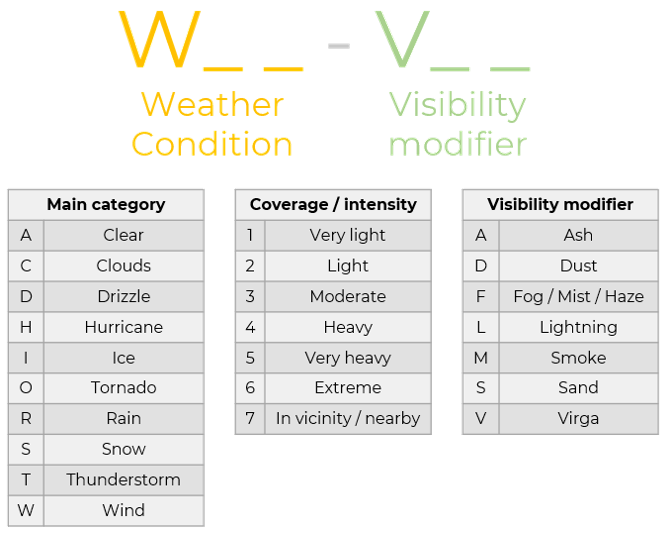 W_ _ - V_ _
Weather Condition
Visibility modifier
Main category
A Clear
C Clouds
D Drizzle
H Hurricane
I Ice
O Tornado
R Rain
S Snow
T Thunderstorm
W Wind
Coverage / intensity
1 Very light
2 Light
3 Moderate
4 Heavy
5 Very heavy
6 Extreme
7 In vicinity / nearby
Visibility modifier
A Ash
D Dust
F Fog / Mist / Haze
L Lightning
M Smoke
S Sand
V Virga